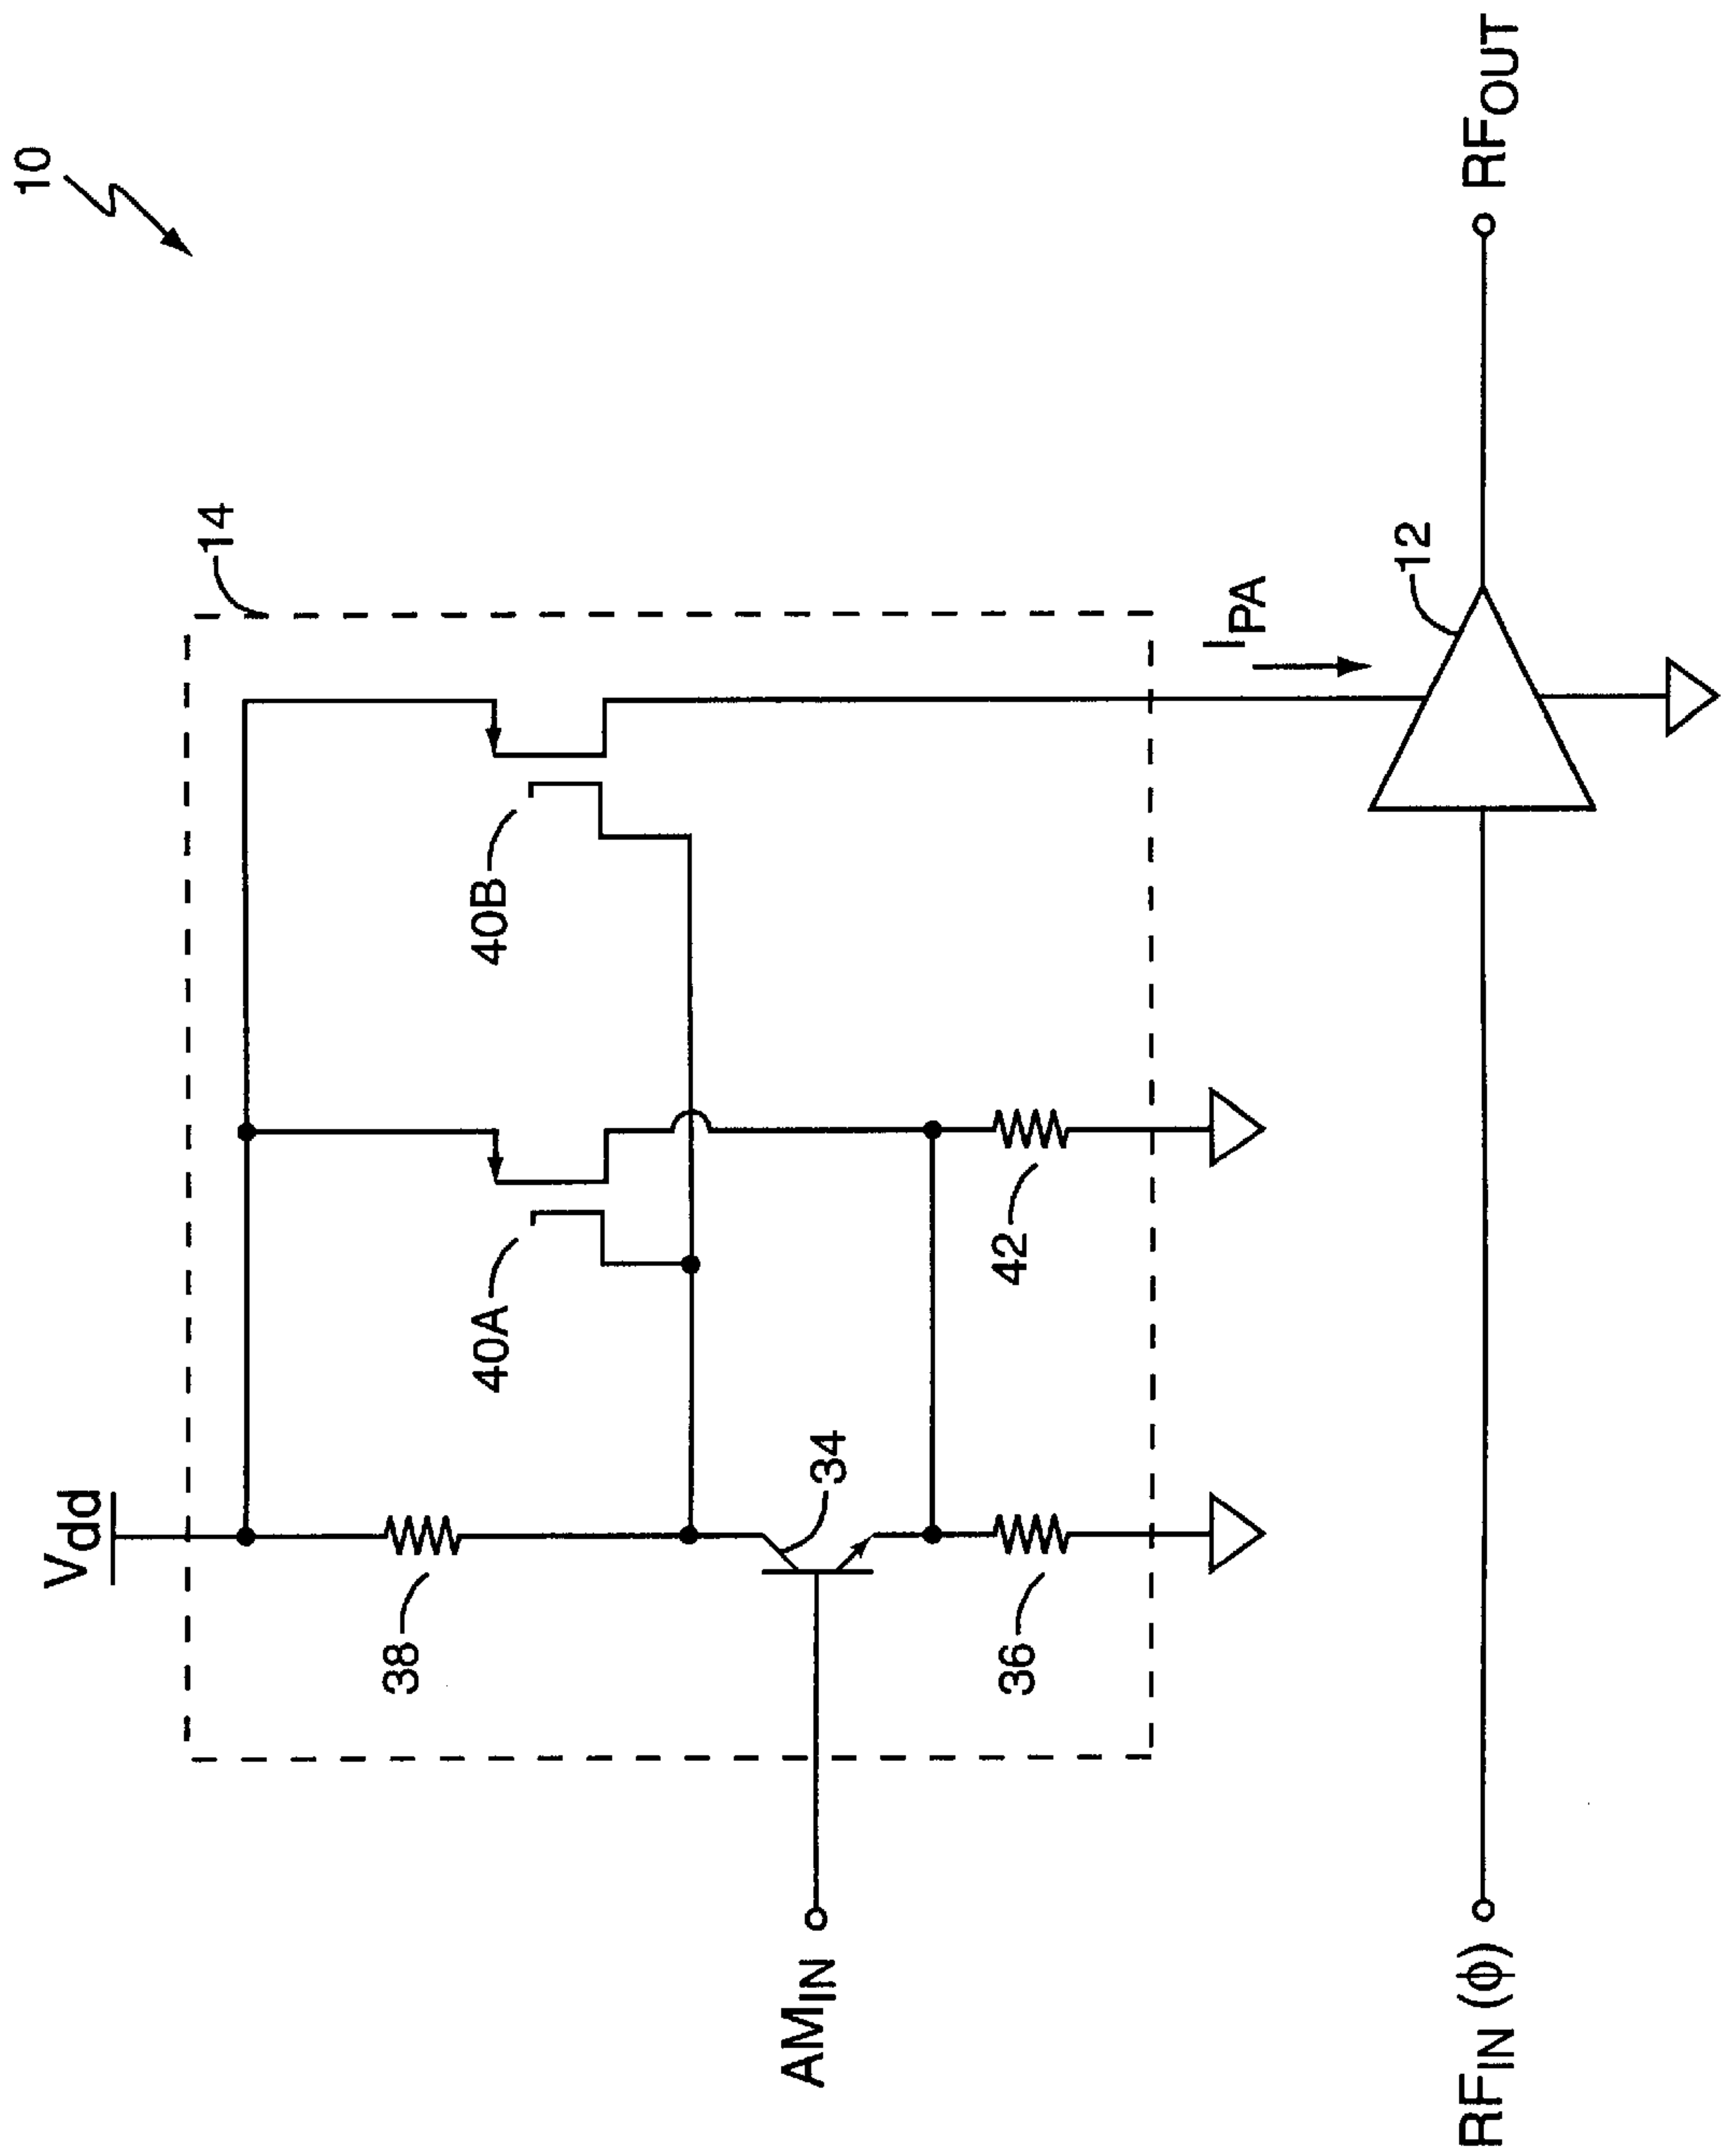 10
Vdd
14
38
40A
40B
34
AMIN
36
42
IPA
12
RFIN (ϕ)
RFOUT